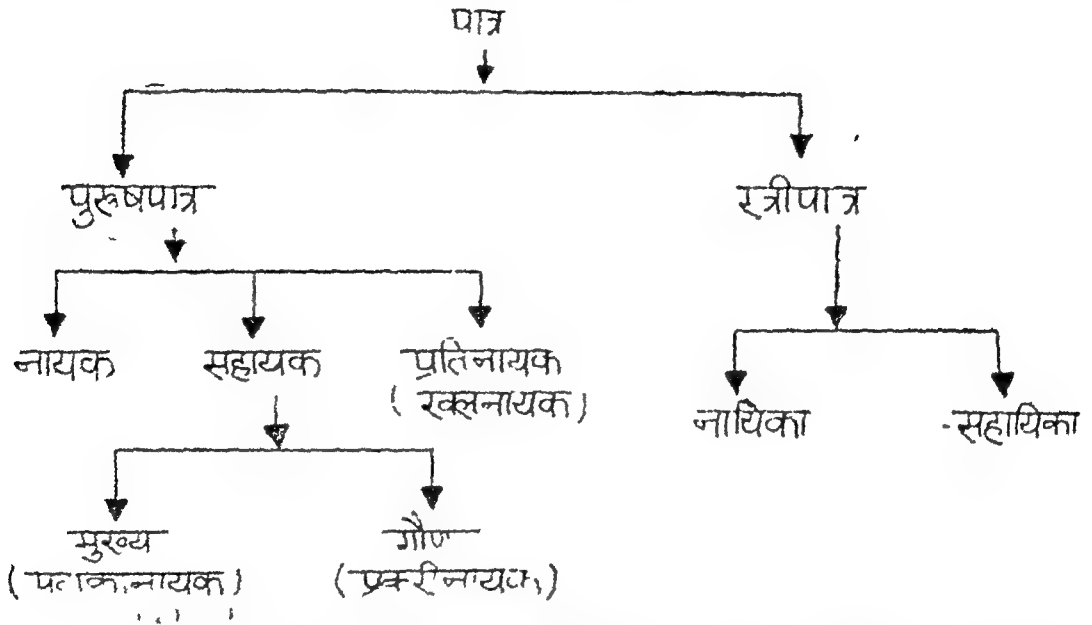 पात्र
पुरूषपात्र
स्त्रीपात्र
नायक
सहायक
प्रतिनायक
(खलनायक)
नायिका
सहायिका
मुख्य
(पताकानायक)
गौण
(प्रकरीनायक)